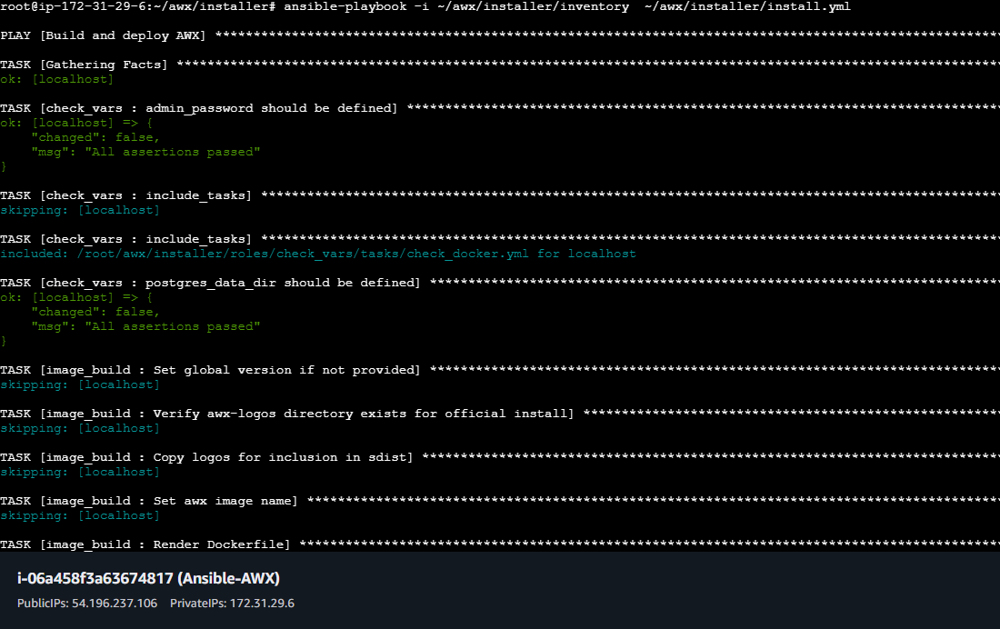 root@ip-172-31-29-6:~/awx/installer# ansible-playbook -i ~/awx/installer/inventory  ~/awx/installer/install.yml
PLAY [Build and deploy AWX] *******************************************************************************************************
TASK [Gathering Facts] ************************************************************************************************************
ok: [localhost]
TASK [check_vars : admin_password should be defined] ******************************************************************************
ok: [localhost] => {
    "changed": false,
    "msg": "All assertions passed"
}
TASK [check_vars : include_tasks] *************************************************************************************************
skipping: [localhost]
TASK [check_vars : include_tasks] *************************************************************************************************
included: /root/awx/installer/roles/check_vars/tasks/check_docker.yml for localhost
TASK [check_vars : postgres_data_dir should be defined] ***************************************************************************
ok: [localhost] => {
    "changed": false,
    "msg": "All assertions passed"
}
TASK [image_build : Set global version if not provided] ***************************************************************************
skipping: [localhost]
TASK [image_build : Verify awx-logos directory exists for official install] *******************************************************
skipping: [localhost]
TASK [image_build : Copy logos for inclusion in sdist] ****************************************************************************
skipping: [localhost]
TASK [image_build : Set awx image name] *******************************************************************************************
skipping: [localhost]
TASK [image_build : Render Dockerfile] ********************************************************************************************
i-06a458f3a63674817 (Ansible-AWX)
PublicIPs: 54.196.237.106    PrivateIPs: 172.31.29.6